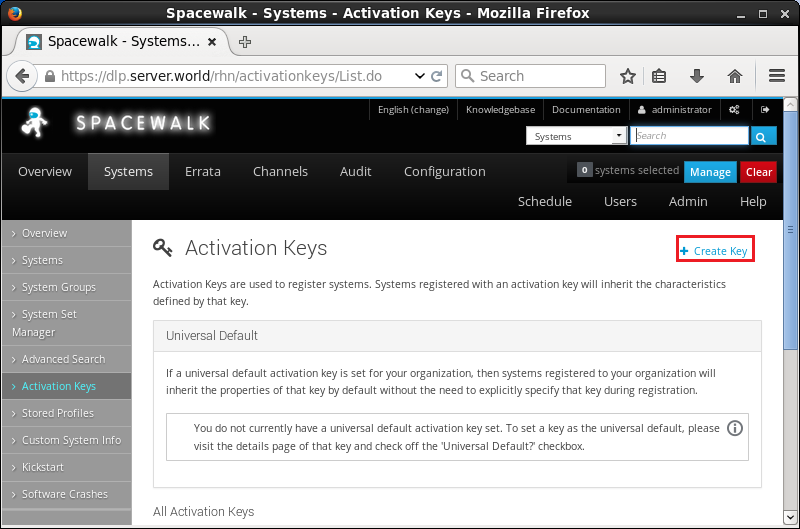 Spacewalk - Systems - Activation Keys - Mozilla Firefox
Spacewalk - Systems...
https://dlp.server.world/rhn/activationkeys/List.do
Search
English (change)
Knowledgebase
Documentation
administrator
SPACEWALK
Systems
Search
Overview
Systems
Errata
Channels
Audit
Configuration
0 systems selected
Manage
Clear
Schedule
Users
Admin
Help
Overview
Systems
System Groups
System Set
Manager
Advanced Search
Activation Keys
Stored Profiles
Custom System Info
Kickstart
Software Crashes
Activation Keys
+ Create Key
Activation Keys are used to register systems. Systems registered with an activation key will inherit the characteristics
defined by that key.
Universal Default
If a universal default activation key is set for your organization, then systems registered to your organization will
inherit the properties of that key by default without the need to explicitly specify that key during registration.
You do not currently have a universal default activation key set. To set a key as the universal default, please
visit the details page of that key and check off the 'Universal Default?' checkbox.
All Activation Keys